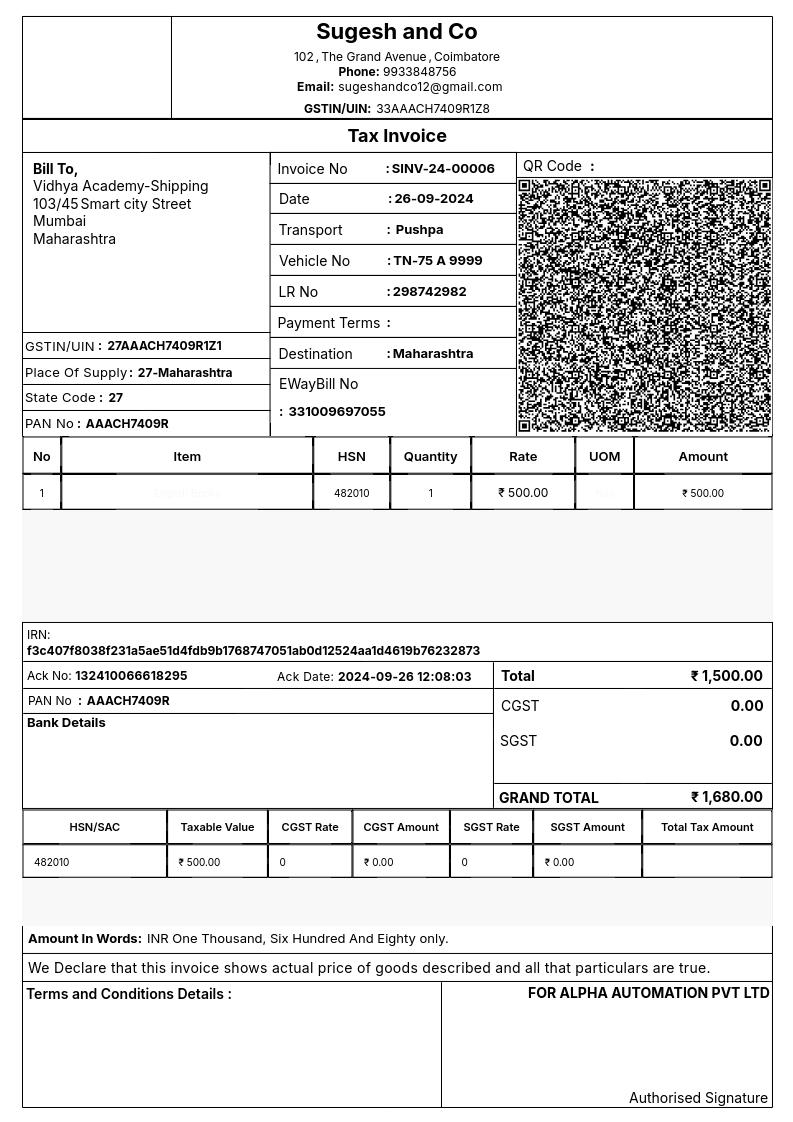 Sugesh and Co
102 , The Grand Avenue , Coimbatore
Phone: 9933848756
Email: sugeshandco12@gmail.com
GSTIN/UIN: 33AAACH7409R1Z8
Tax Invoice
Bill To,
Vidhya Academy-Shipping
103/45 Smart city Street
Mumbai
Maharashtra
GSTIN/UIN : 27AAACH7409R1Z1
Place Of Supply : 27-Maharashtra
State Code : 27
PAN No : AAACH7409R
Invoice No : SINV-24-00006
Date : 26-09-2024
Transport : Pushpa
Vehicle No : TN-75 A 9999
LR No : 298742982
Payment Terms :
Destination : Maharashtra
EWayBill No
: 331009697055
QR Code :
No Item HSN Quantity Rate UOM Amount
1 482010 1 ₹ 500.00 ₹ 500.00
IRN:
f3c407f8038f231a5ae51d4fdb9b1768747051ab0d12524aa1d4619b76232873
Ack No: 132410066618295 Ack Date: 2024-09-26 12:08:03
PAN No : AAACH7409R
Bank Details
Total ₹ 1,500.00
CGST 0.00
SGST 0.00
GRAND TOTAL ₹ 1,680.00
HSN/SAC Taxable Value CGST Rate CGST Amount SGST Rate SGST Amount Total Tax Amount
482010 ₹ 500.00 0 ₹ 0.00 0 ₹ 0.00
Amount In Words: INR One Thousand, Six Hundred And Eighty only.
We Declare that this invoice shows actual price of goods described and all that particulars are true.
Terms and Conditions Details :
FOR ALPHA AUTOMATION PVT LTD
Authorised Signature